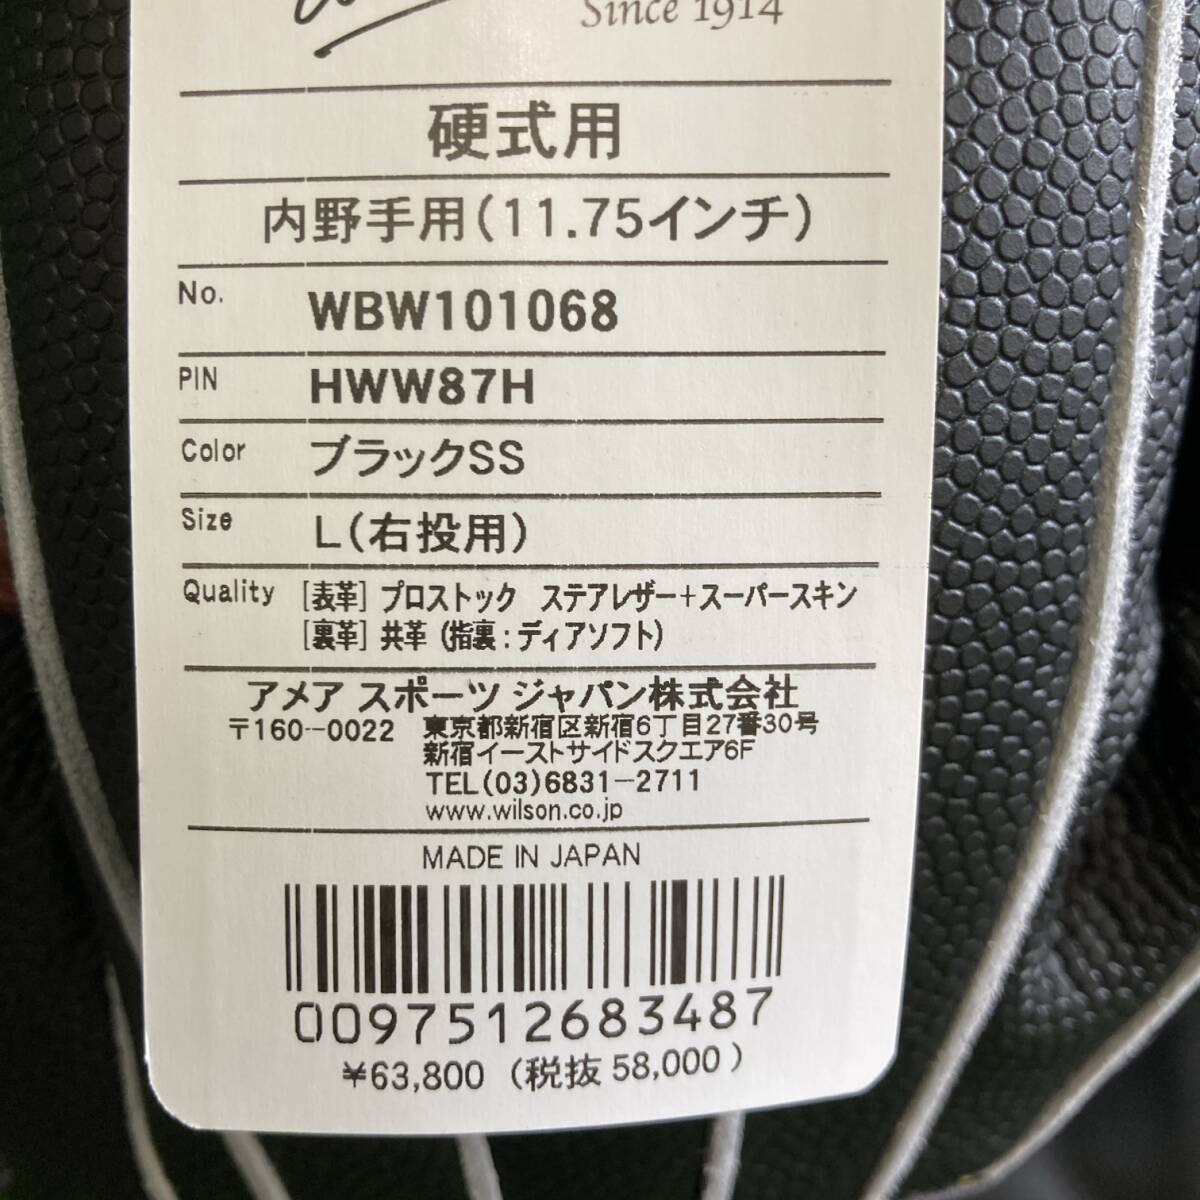 Since 1914
硬式用
内野手用(11.75インチ)
No. WBW101068
PIN HWW87H
Color ブラックSS
Size L(右投用)
Quality [表革] プロストック ステアレザー+スーパースキン
[裏革] 共革 (指裏:ディアソフト)
アメア スポーツ ジャパン株式会社
〒160-0022 東京都新宿区新宿6丁目27番30号
新宿イーストサイドスクエア6F
TEL(03)6831-2711
www.wilson.co.jp
MADE IN JAPAN
0097512683487
¥63,800 (税抜 58,000)